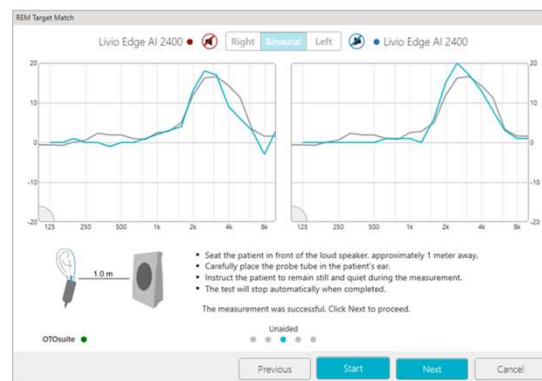 REM Target Match
Livio Edge AI 2400 Right Binaural Left Livio Edge AI 2400
20 20
10 10
0 0
-10 -10
-20 -20
125 250 500 1k 2k 4k 8k 125 250 500 1k 2k 4k 8k
1.0 m
• Seat the patient in front of the loud speaker, approximately 1 meter away.
• Carefully place the probe tube in the patient's ear.
• Instruct the patient to remain still and quiet during the measurement.
• The test will stop automatically when completed.
The measurement was successful. Click Next to proceed.
Unaided
OTOsuite
Previous Start Next Cancel